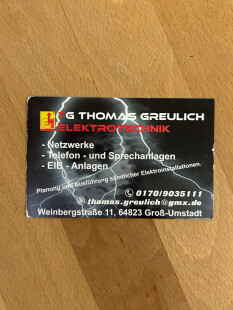 TG THOMAS GREULICH
ELEKTROTECHNIK
- Netzwerke
- Telefon - und Sprechanlagen
- EIB - Anlagen
Planung und Ausführung sämtlicher Elektroinstallationen.
0170/9035111
thomas.greulich@gmx.de
Weinbergstraße 11, 64823 Groß-Umstadt